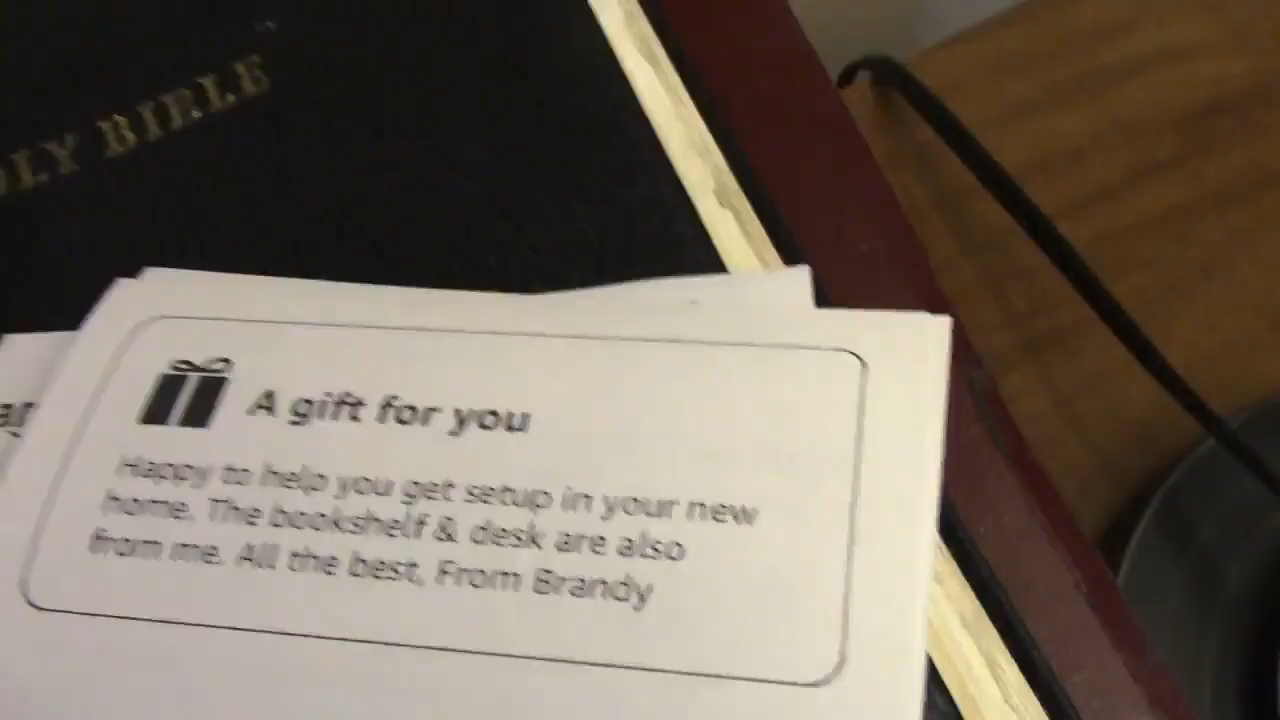 OLY BIBLE
A gift for you
Happy to help you get setup in your new
home. The bookshelf & desk are also
from me. All the best, From Brandy